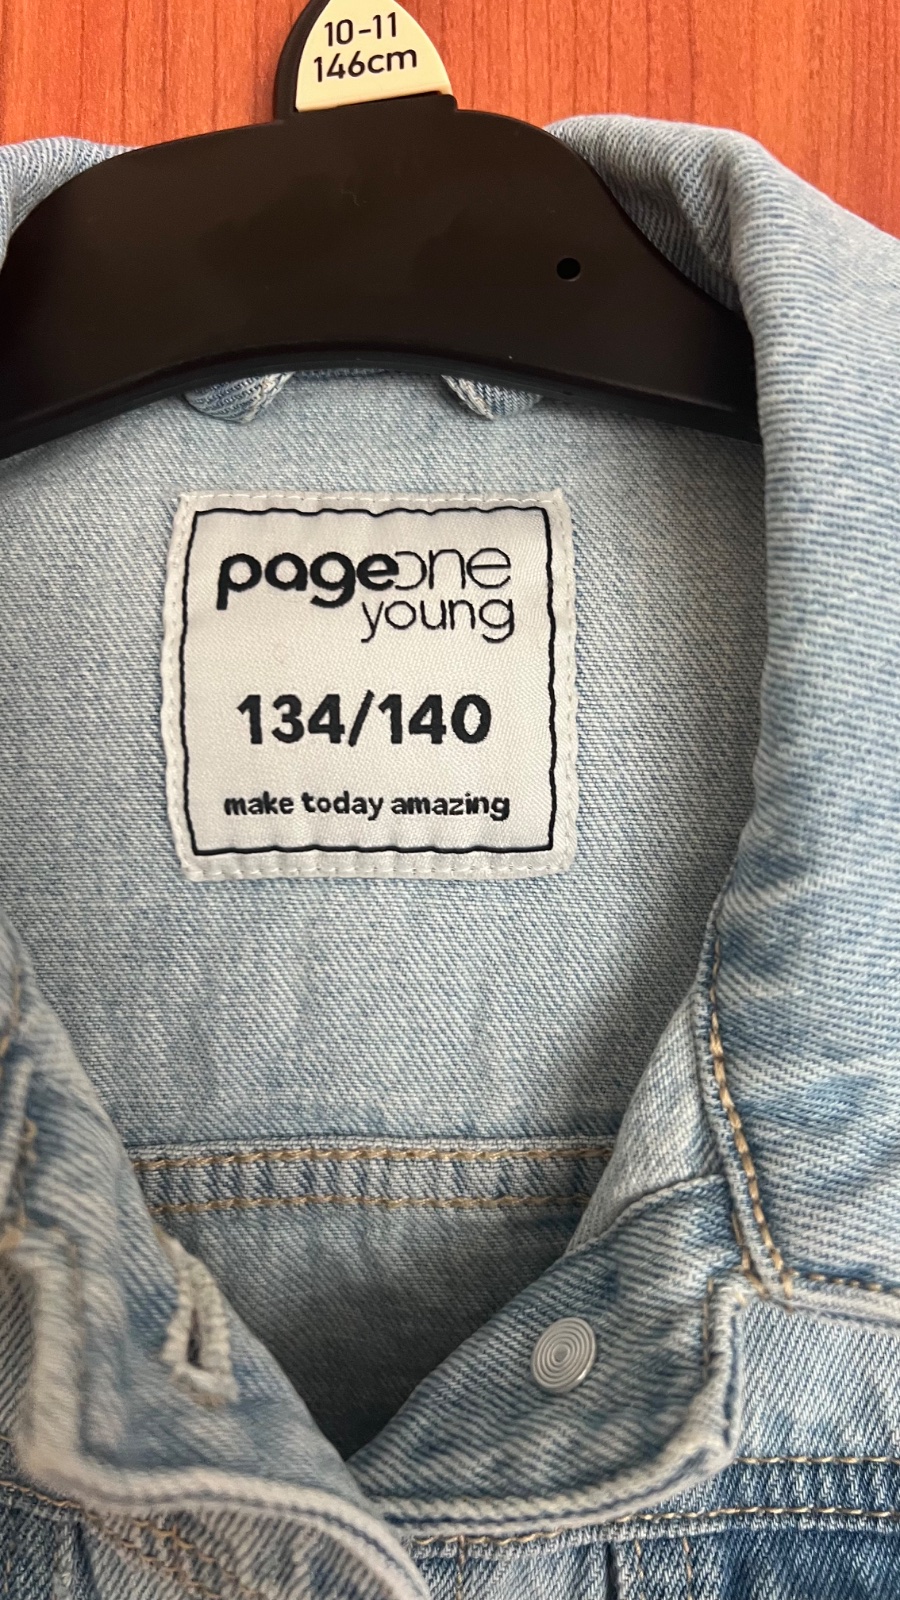 10-11
146cm
pageone
young
134/140
make today amazing